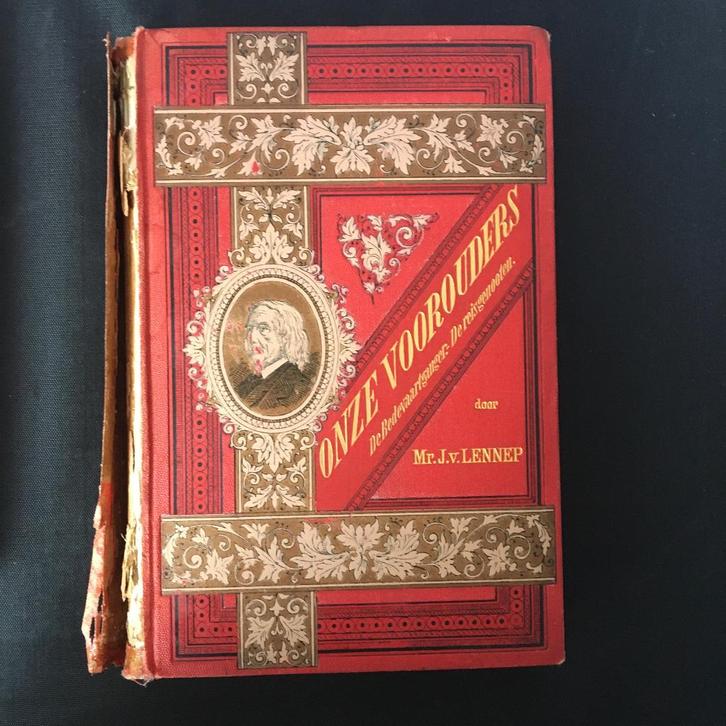 ONZE VOOROUDERS
De Bedevaartganger: De reisgenooten.
door
Mr. J. v. LENNEP